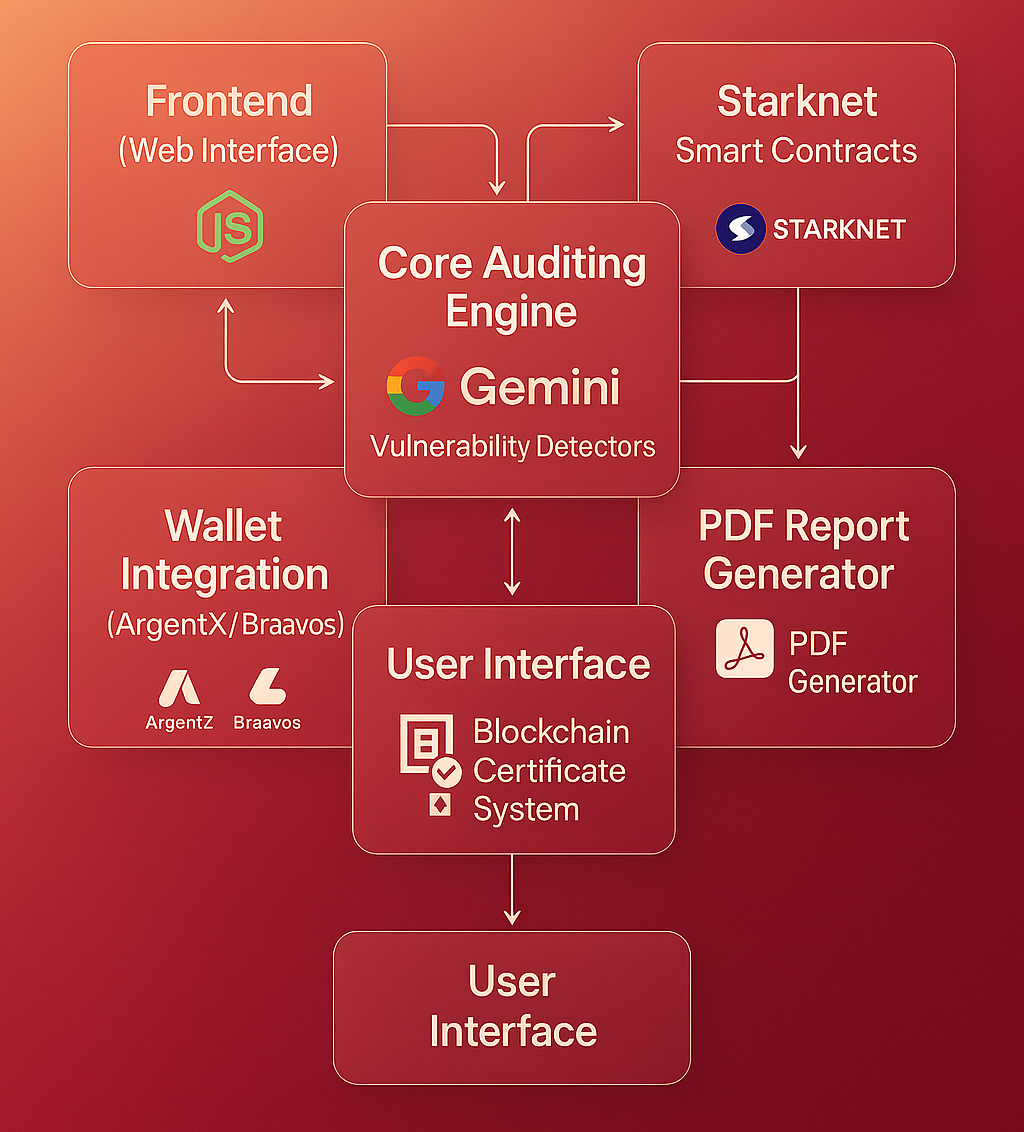 Frontend
(Web Interface)
JS
Starknet
Smart Contracts
STARKNET
Core Auditing
Engine
G Gemini
Vulnerability Detectors
Wallet
Integration
(ArgentX/Braavos)
ArgentZ Braavos
PDF Report
Generator
PDF
Generator
User Interface
Blockchain
Certificate
System
User
Interface